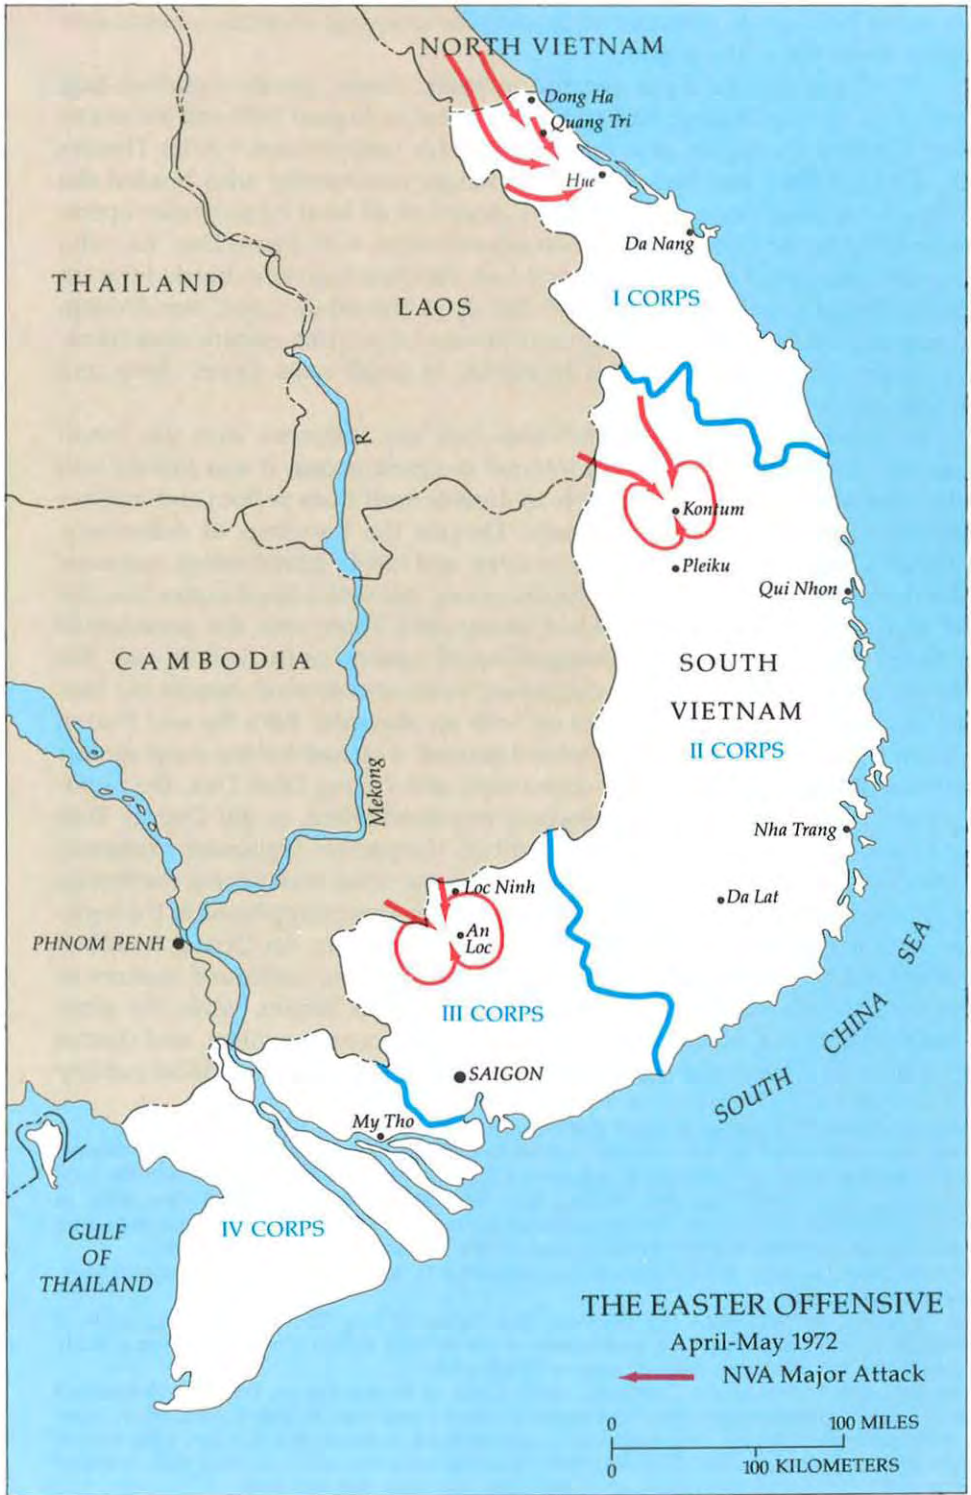 NORTH VIETNAM
Dong Ha
Quang Tri
Hue
Da Nang
THAILAND
LAOS
I CORPS
R
Kontum
Pleiku
Qui Nhon
CAMBODIA
SOUTH
VIETNAM
II CORPS
Mekong
Nha Trang
Loc Ninh
Da Lat
An
Loc
PHNOM PENH
III CORPS
SOUTH CHINA SEA
SAIGON
My Tho
IV CORPS
GULF
OF
THAILAND
THE EASTER OFFENSIVE
April-May 1972
NVA Major Attack
0 100 MILES
0 100 KILOMETERS